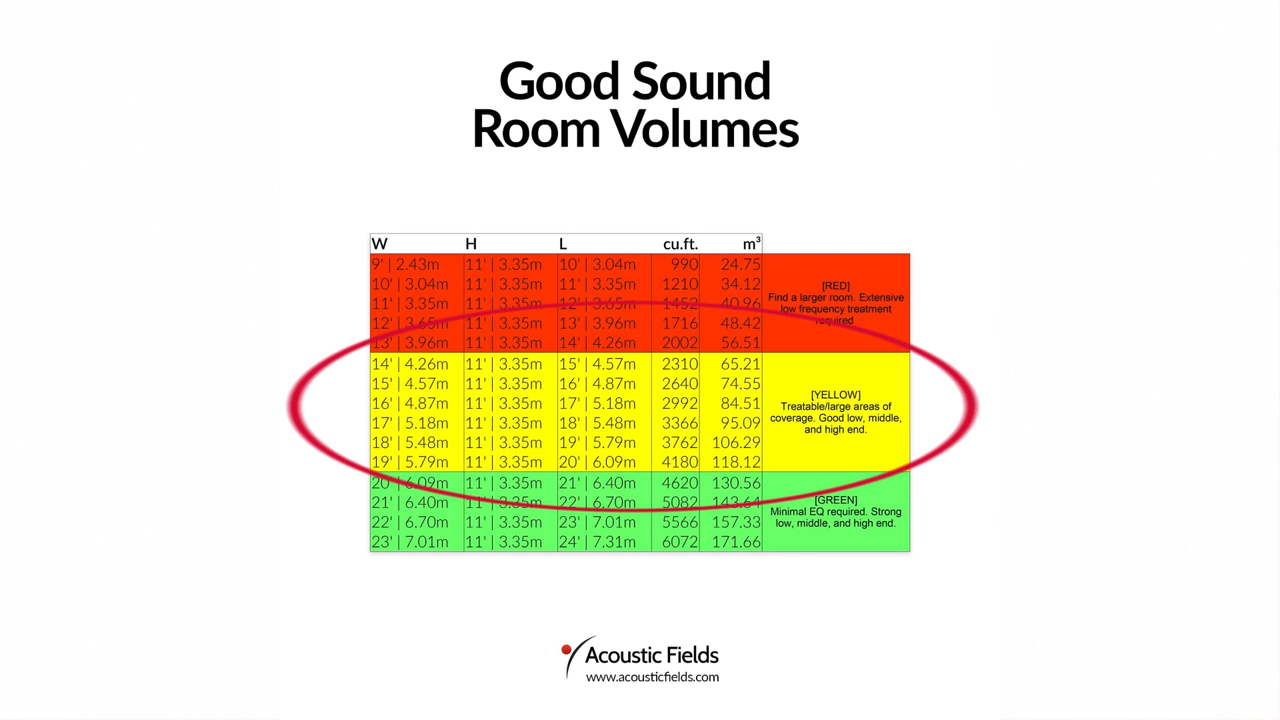 Good Sound
Room Volumes
W H L cu.ft. m³
9' | 2.43m 11' | 3.35m 10' | 3.04m 990 24.75
10' | 3.04m 11' | 3.35m 11' | 3.35m 1210 34.12
11' | 3.35m 11' | 3.35m 12' | 3.65m 1452 40.96
12' | 3.65m 11' | 3.35m 13' | 3.96m 1716 48.42
13' | 3.96m 11' | 3.35m 14' | 4.26m 2002 56.51
[RED]
Find a larger room. Extensive
low frequency treatment
required
14' | 4.26m 11' | 3.35m 15' | 4.57m 2310 65.21
15' | 4.57m 11' | 3.35m 16' | 4.87m 2640 74.55
16' | 4.87m 11' | 3.35m 17' | 5.18m 2992 84.51
17' | 5.18m 11' | 3.35m 18' | 5.48m 3366 95.09
18' | 5.48m 11' | 3.35m 19' | 5.79m 3762 106.29
19' | 5.79m 11' | 3.35m 20' | 6.09m 4180 118.12
[YELLOW]
Treatable/large areas of
coverage. Good low, middle,
and high end.
20' | 6.09m 11' | 3.35m 21' | 6.40m 4620 130.56
21' | 6.40m 11' | 3.35m 22' | 6.70m 5082 143.64
22' | 6.70m 11' | 3.35m 23' | 7.01m 5566 157.33
23' | 7.01m 11' | 3.35m 24' | 7.31m 6072 171.66
[GREEN]
Minimal EQ required. Strong
low, middle, and high end.
Acoustic Fields
www.acousticfields.com